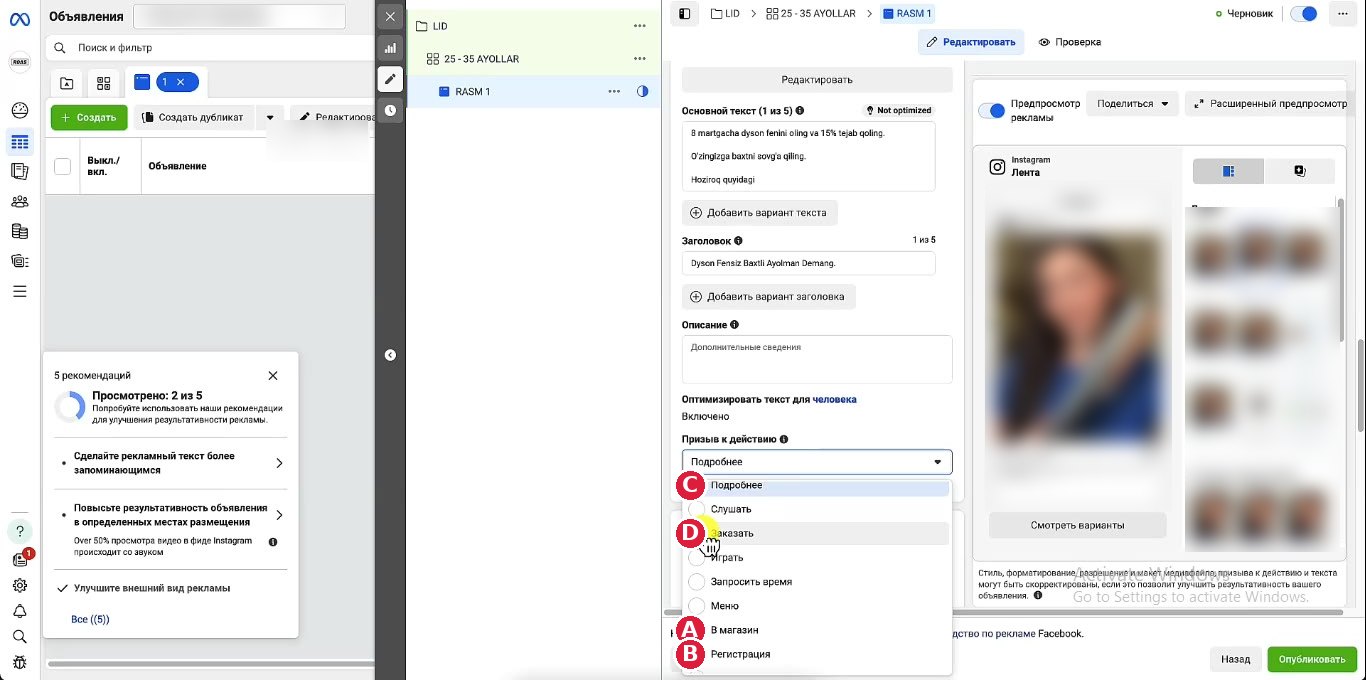 Объявления
Поиск и фильтр
1
Создать
Создать дубликат
Редактирова
Выкл./
вкл.
Объявление
5 рекомендаций
Просмотрено: 2 из 5
Попробуйте использовать наши рекомендации
для улучшения результативности рекламы.
Сделайте рекламный текст более
запоминающимся
Повысьте результативность объявления
в определенных местах размещения
Over 50% просмотра видео в фиде Instagram
происходит со звуком
Улучшите внешний вид рекламы
Все ((5))
1
LID
25 - 35 AYOLLAR
RASM 1
LID
25 - 35 AYOLLAR
RASM 1
Черновик
Редактировать
Проверка
Редактировать
Основной текст (1 из 5)
Not optimized
8 martgacha dyson fenini oling va 15% tejab qoling.
O'zingizga baxtni sovg'a qiling.
Hoziroq quyidagi
Добавить вариант текста
Заголовок
1 из 5
Dyson Fensiz Baxtli Ayolman Demang.
Добавить вариант заголовка
Описание
Дополнительные сведения
Оптимизировать текст для человека
Включено
Призыв к действию
Подробнее
C Подробнее
Слушать
D Заказать
Играть
Запросить время
Меню
A В магазин
B Регистрация
Предпросмотр
рекламы
Поделиться
Расширенный предпросмотр
Instagram
Лента
Смотреть варианты
Стиль, форматирование, разрешение и макет медиафайла, призыва к действию и текста
могут быть скорректированы, если это позволит улучшить результативность вашего
объявления.
Activate Windows
Go to Settings to activate Windows.
дство по рекламе Facebook.
Назад
Опубликовать